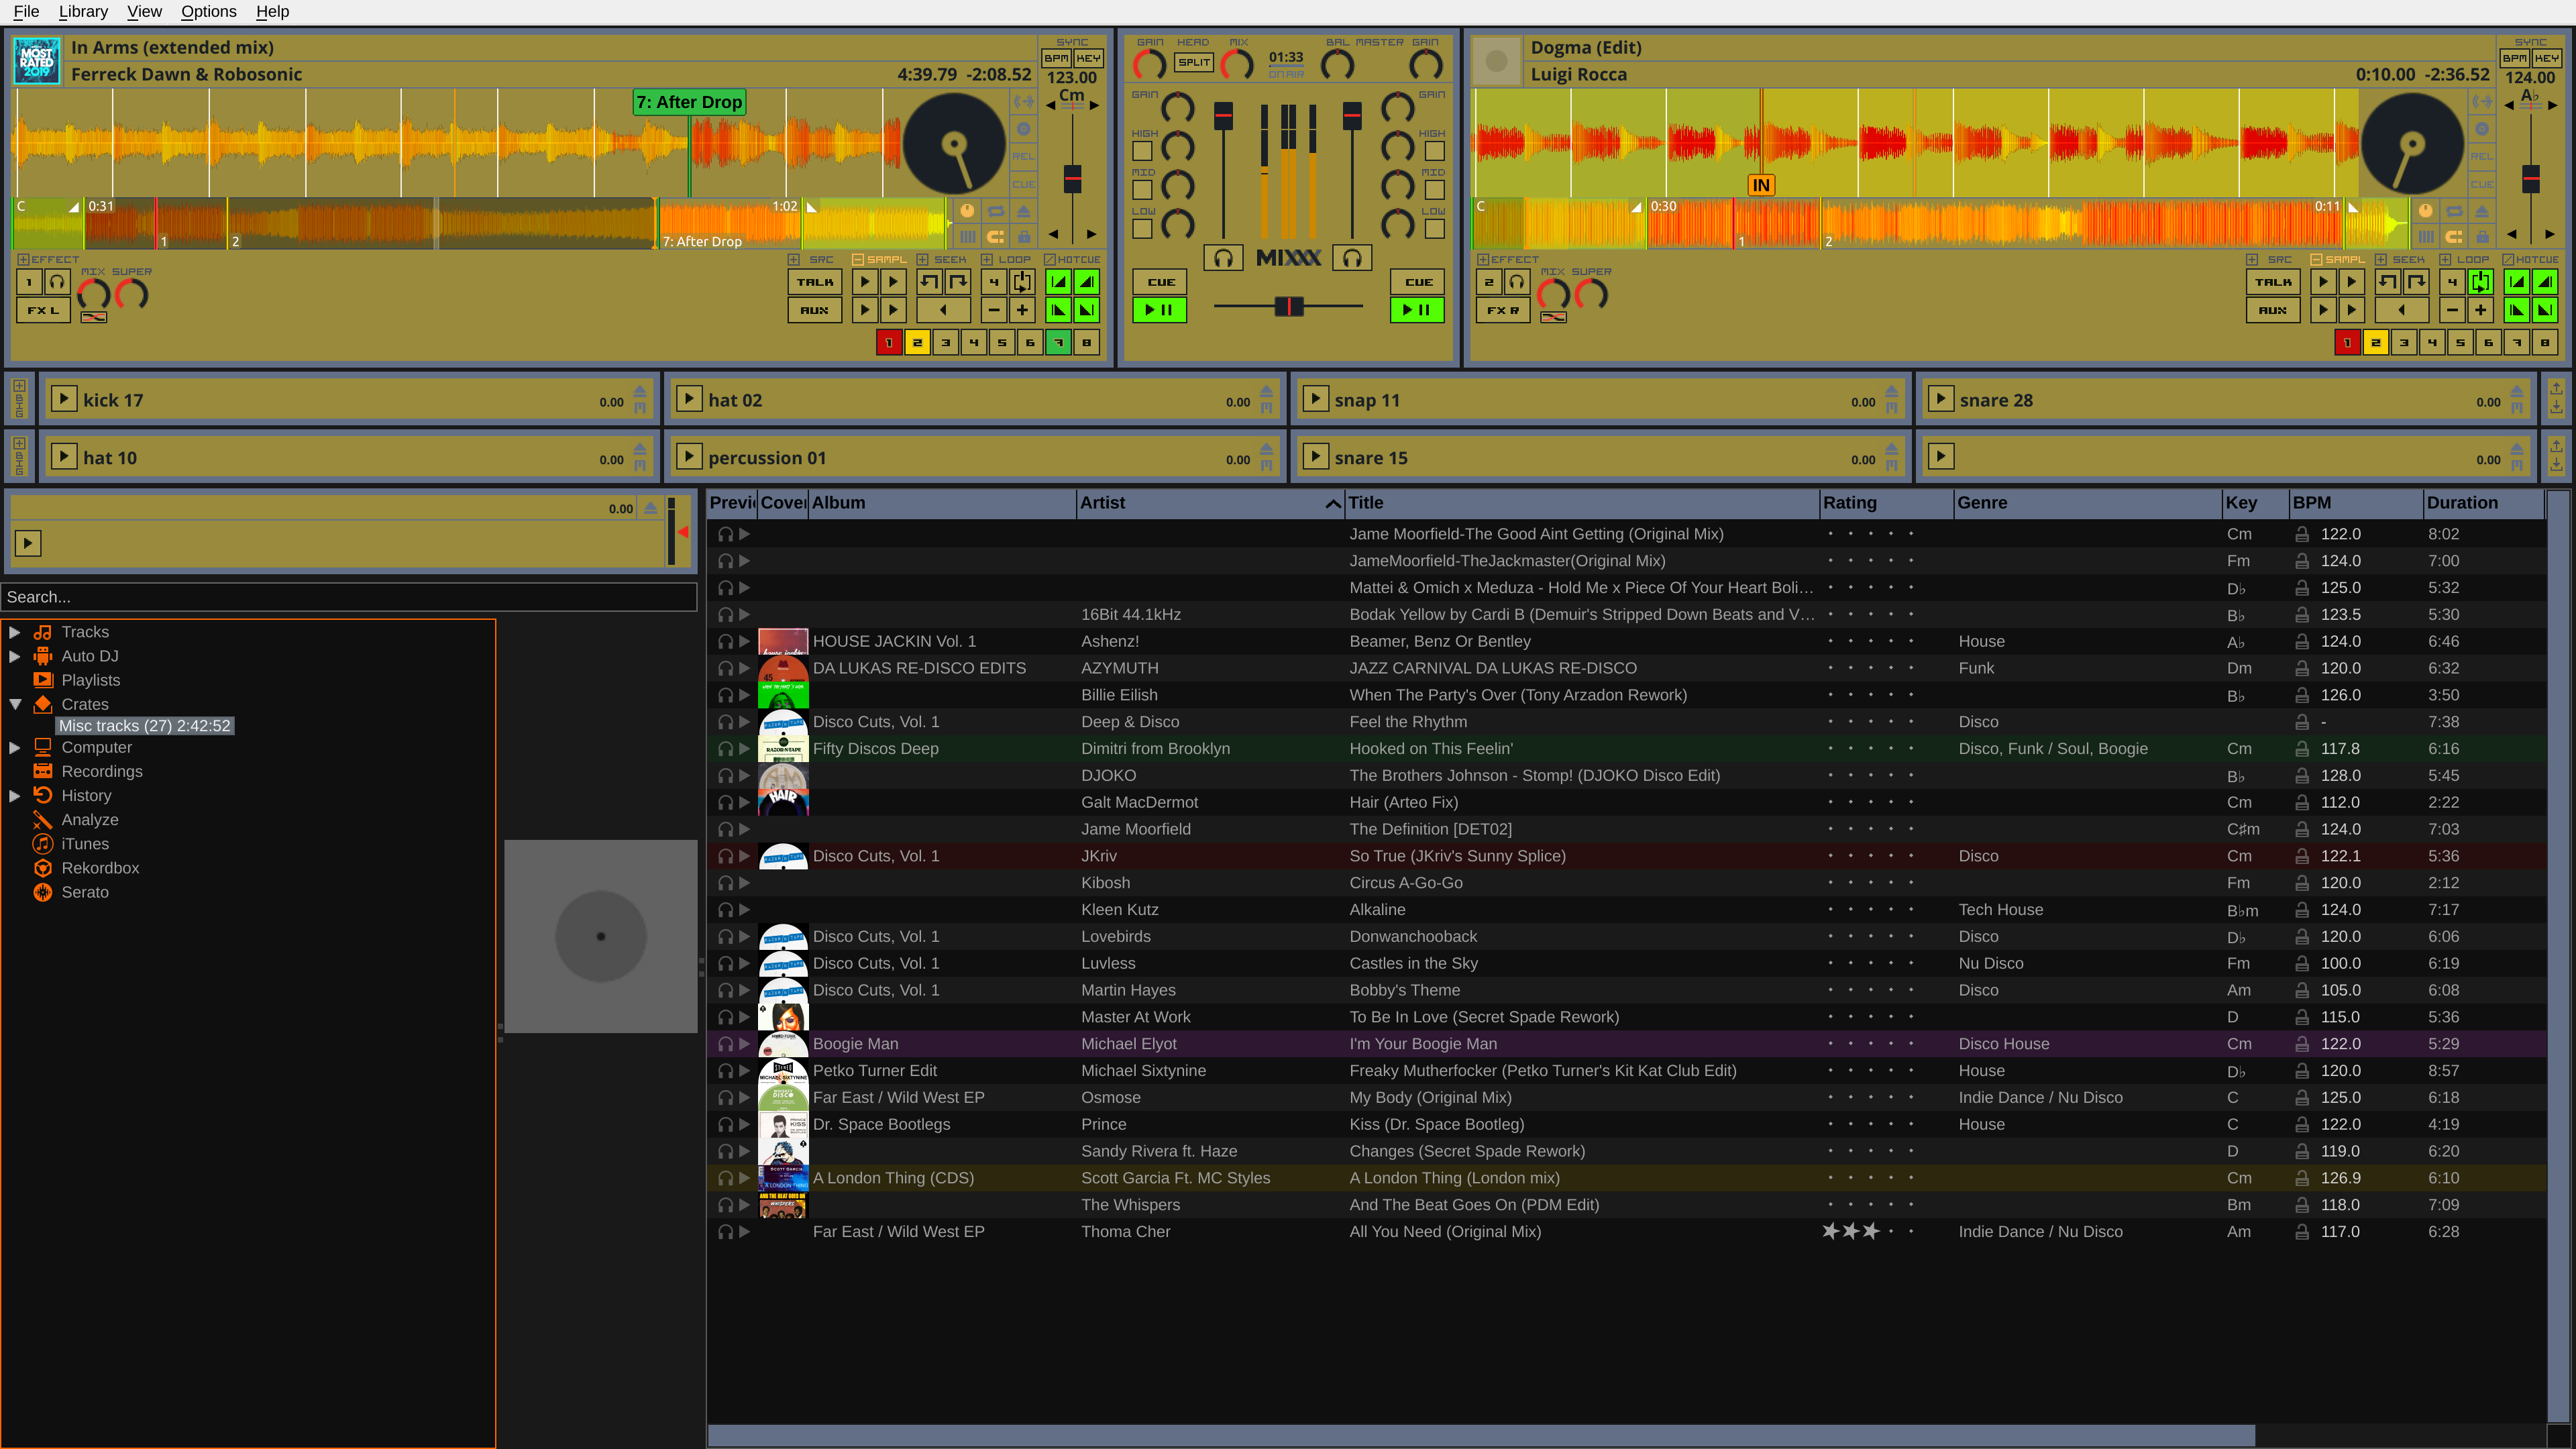 File Library View Options Help
MOST RATED 2019
In Arms (extended mix)
Ferreck Dawn & Robosonic
4:39.79 -2:08.52
SYNC
BPM KEY
123.00
Cm
7: After Drop
REL
CUE
C 0:31 1 2 7: After Drop 1:02
EFFECT
1 MIX SUPER
FX L
SRC SAMPL SEEK LOOP HOTCUE
TALK 4
AUX
1 2 3 4 5 6 7 8
GAIN HEAD MIX 01:33 BAL MASTER GAIN
SPLIT ON AIR
GAIN GAIN
HIGH HIGH
MID MID
LOW LOW
MIXXX
CUE CUE
Dogma (Edit)
Luigi Rocca
0:10.00 -2:36.52
SYNC
BPM KEY
124.00
A♭
IN
REL
CUE
C 0:30 1 2 0:11
EFFECT
2 MIX SUPER
FX R
SRC SAMPL SEEK LOOP HOTCUE
TALK 4
AUX
1 2 3 4 5 6 7 8
BIG kick 17 0.00 hat 02 0.00 snap 11 0.00 snare 28 0.00
BIG hat 10 0.00 percussion 01 0.00 snare 15 0.00 0.00
0.00
Search...
Tracks
Auto DJ
Playlists
Crates
Misc tracks (27) 2:42:52
Computer
Recordings
History
Analyze
iTunes
Rekordbox
Serato
Previ Cover Album Artist Title Rating Genre Key BPM Duration
Jame Moorfield-The Good Aint Getting (Original Mix) Cm 122.0 8:02
JameMoorfield-TheJackmaster(Original Mix) Fm 124.0 7:00
Mattei & Omich x Meduza - Hold Me x Piece Of Your Heart Boli… D♭ 125.0 5:32
16Bit 44.1kHz Bodak Yellow by Cardi B (Demuir's Stripped Down Beats and V… B♭ 123.5 5:30
HOUSE JACKIN Vol. 1 Ashenz! Beamer, Benz Or Bentley House A♭ 124.0 6:46
DA LUKAS RE-DISCO EDITS AZYMUTH JAZZ CARNIVAL DA LUKAS RE-DISCO Funk Dm 120.0 6:32
Billie Eilish When The Party's Over (Tony Arzadon Rework) B♭ 126.0 3:50
Disco Cuts, Vol. 1 Deep & Disco Feel the Rhythm Disco - 7:38
Fifty Discos Deep Dimitri from Brooklyn Hooked on This Feelin' Disco, Funk / Soul, Boogie Cm 117.8 6:16
DJOKO The Brothers Johnson - Stomp! (DJOKO Disco Edit) B♭ 128.0 5:45
HAIR Galt MacDermot Hair (Arteo Fix) Cm 112.0 2:22
Jame Moorfield The Definition [DET02] C♯m 124.0 7:03
Disco Cuts, Vol. 1 JKriv So True (JKriv's Sunny Splice) Disco Cm 122.1 5:36
Kibosh Circus A-Go-Go Fm 120.0 2:12
Kleen Kutz Alkaline Tech House B♭m 124.0 7:17
Disco Cuts, Vol. 1 Lovebirds Donwanchooback Disco D♭ 120.0 6:06
Disco Cuts, Vol. 1 Luvless Castles in the Sky Nu Disco Fm 100.0 6:19
Disco Cuts, Vol. 1 Martin Hayes Bobby's Theme Disco Am 105.0 6:08
Master At Work To Be In Love (Secret Spade Rework) D 115.0 5:36
Boogie Man Michael Elyot I'm Your Boogie Man Disco House Cm 122.0 5:29
Petko Turner Edit Michael Sixtynine Freaky Mutherfocker (Petko Turner's Kit Kat Club Edit) House D♭ 120.0 8:57
Far East / Wild West EP Osmose My Body (Original Mix) Indie Dance / Nu Disco C 125.0 6:18
Dr. Space Bootlegs Prince Kiss (Dr. Space Bootleg) House C 122.0 4:19
Sandy Rivera ft. Haze Changes (Secret Spade Rework) D 119.0 6:20
A London Thing (CDS) Scott Garcia Ft. MC Styles A London Thing (London mix) Cm 126.9 6:10
The Whispers And The Beat Goes On (PDM Edit) Bm 118.0 7:09
Far East / Wild West EP Thoma Cher All You Need (Original Mix) Indie Dance / Nu Disco Am 117.0 6:28